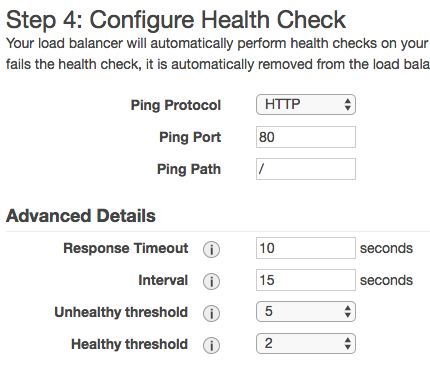 Step 4: Configure Health Check
Your load balancer will automatically perform health checks on your
fails the health check, it is automatically removed from the load bala
Ping Protocol HTTP
Ping Port 80
Ping Path /
Advanced Details
Response Timeout i 10 seconds
Interval i 15 seconds
Unhealthy threshold i 5
Healthy threshold i 2